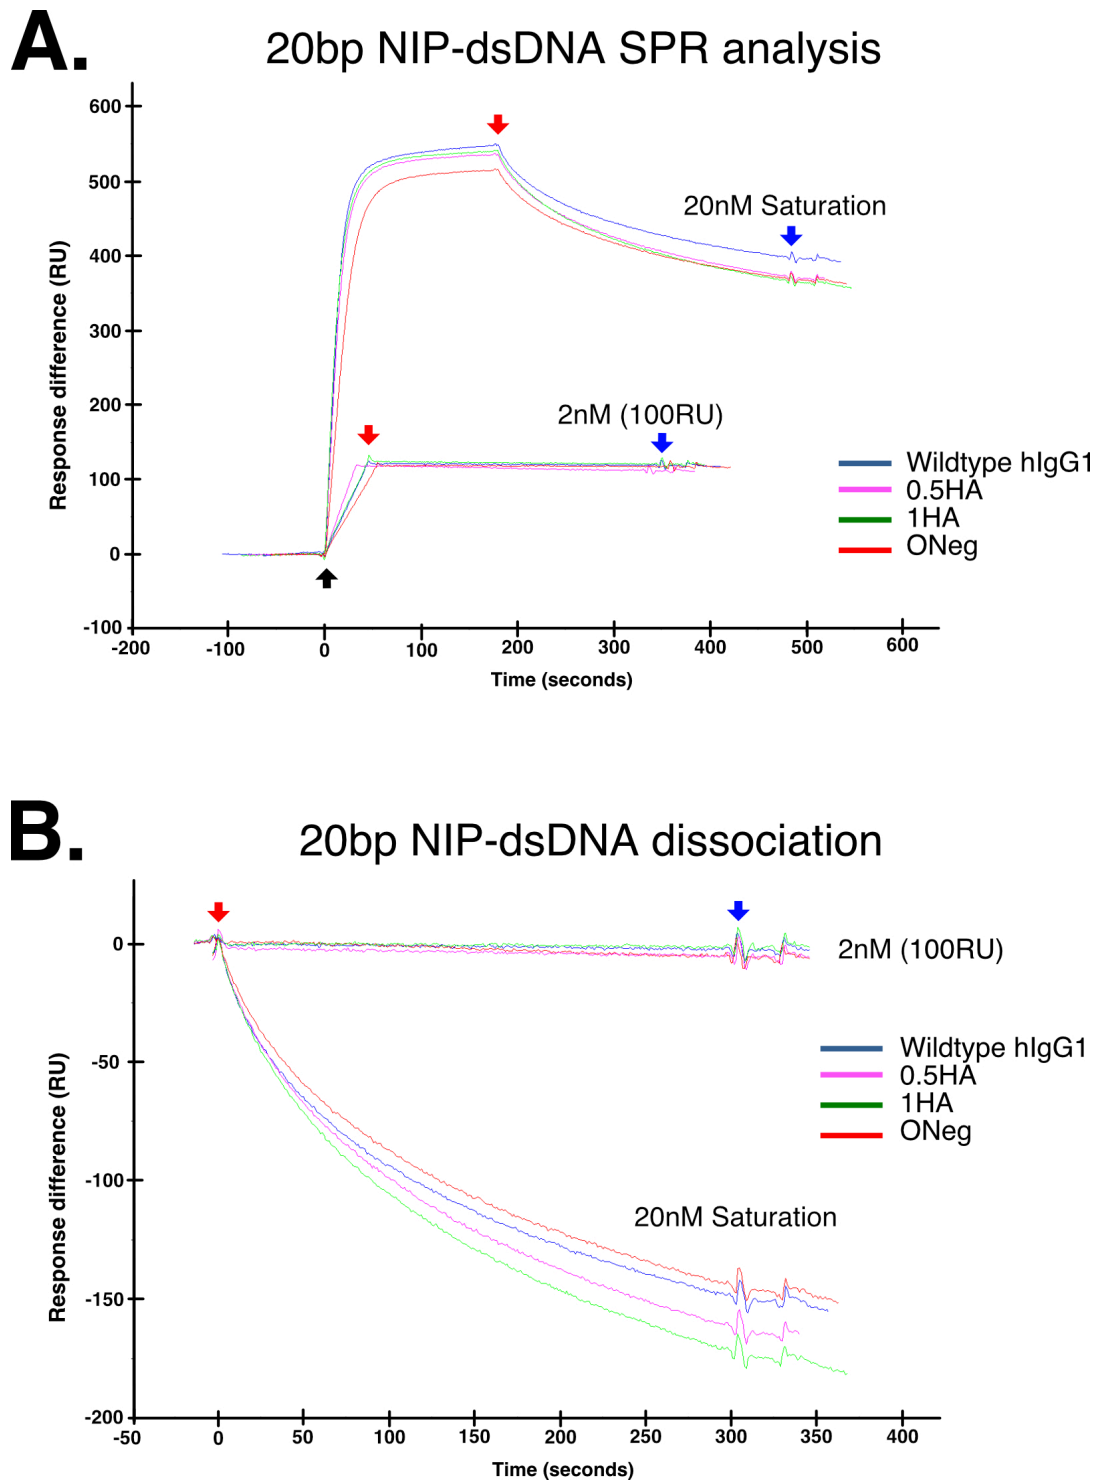 A.
20bp NIP-dsDNA SPR analysis
600
500
400
300
200
100
0
-100
Response difference (RU)
20nM Saturation
2nM (100RU)
Wildtype hIgG1
0.5HA
1HA
ONeg
-200 -100 0 100 200 300 400 500 600
Time (seconds)
B.
20bp NIP-dsDNA dissociation
0
-50
-100
-150
-200
Response difference (RU)
2nM (100RU)
Wildtype hIgG1
0.5HA
1HA
ONeg
20nM Saturation
-50 0 50 100 150 200 250 300 350 400
Time (seconds)